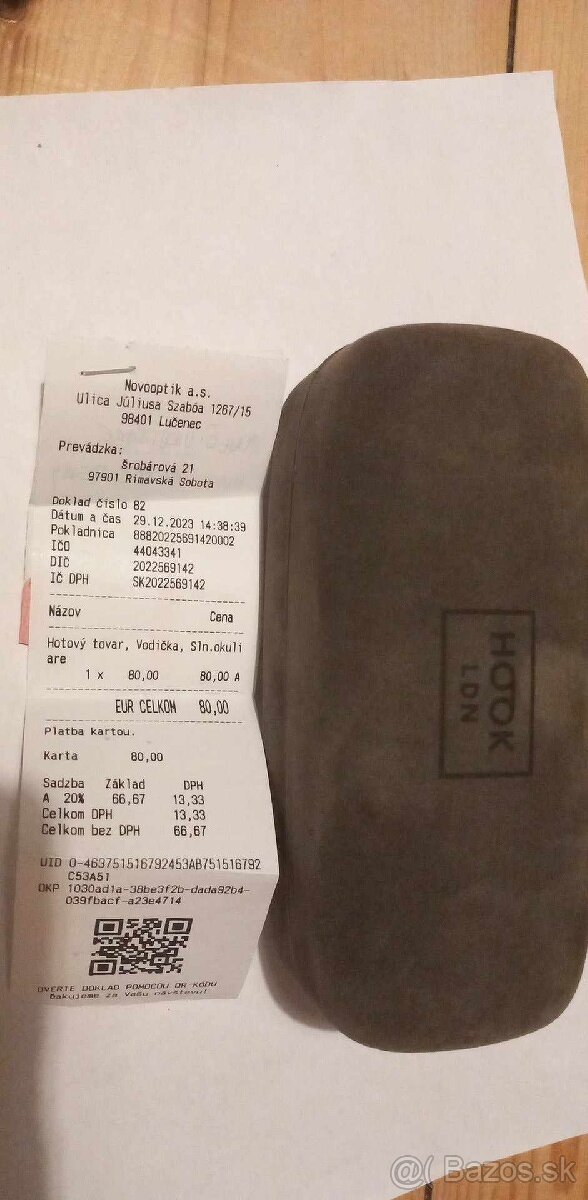 Novooptik a.s.
Ulica Júliusa Szabóa 1267/15
98401 Lučenec
Prevádzka:
Šrobárová 21
97901 Rimavská Sobota
Doklad číslo 82
Dátum a čas 29.12.2023 14:38:39
Pokladnica 88820225691420002
IČO 44043341
DIČ 2022569142
IČ DPH SK2022569142
Názov Cena
Hotový tovar, Vodička, Sln.okuli
are
1 x 80,00 80,00 A
EUR CELKOM 80,00
Platba kartou.
Karta 80,00
Sadzba Základ DPH
A 20% 66,67 13,33
Celkom DPH 13,33
Celkom bez DPH 66,67
UID O-463751516792453AB751516792
C53A51
OKP 1030ad1a-38be3f2b-dada92b4-
039fbacf-a23e4714
OVERTE DOKLAD POMOCOU QR KÓDU
Ďakujeme za Vašu návštevu!
HOTOK
LDN
@( Bazos.sk